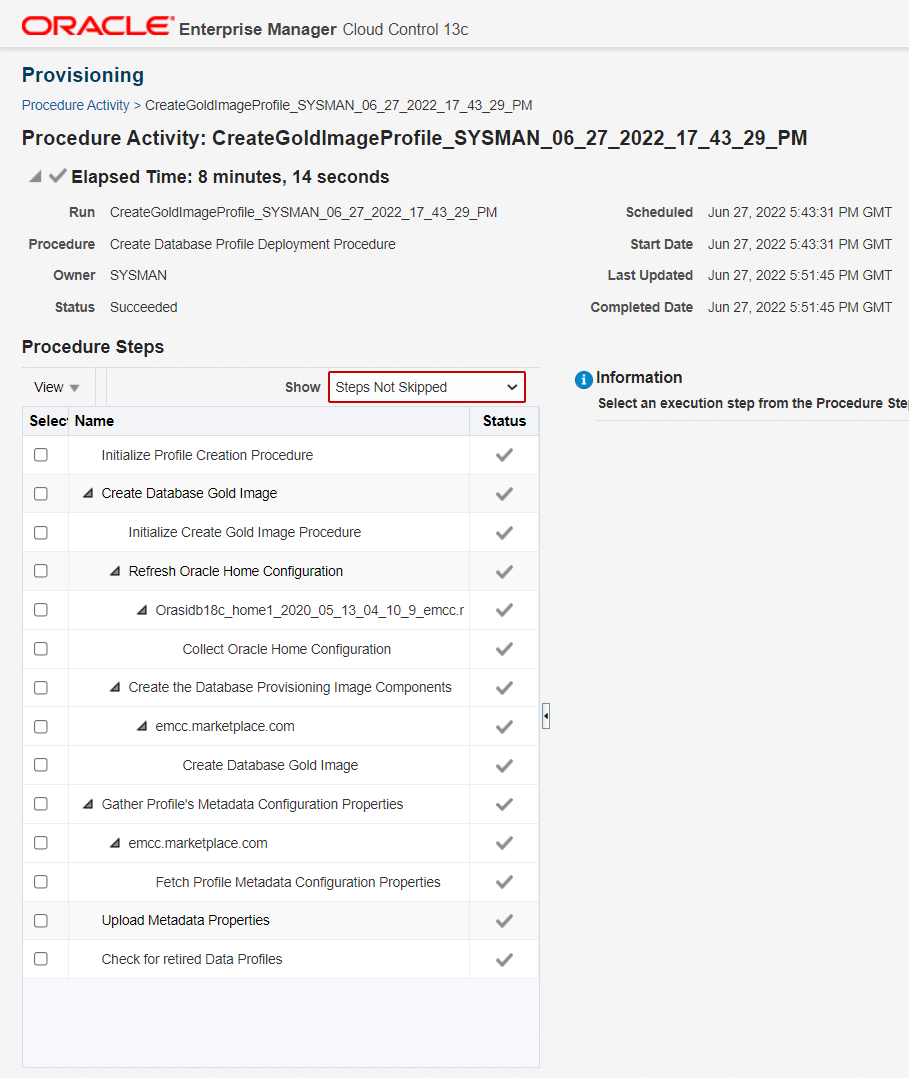 ORACLE Enterprise Manager Cloud Control 13c
Provisioning
Procedure Activity > CreateGoldImageProfile_SYSMAN_06_27_2022_17_43_29_PM
Procedure Activity: CreateGoldImageProfile_SYSMAN_06_27_2022_17_43_29_PM
Elapsed Time: 8 minutes, 14 seconds
Run CreateGoldImageProfile_SYSMAN_06_27_2022_17_43_29_PM Scheduled Jun 27, 2022 5:43:31 PM GMT
Procedure Create Database Profile Deployment Procedure Start Date Jun 27, 2022 5:43:31 PM GMT
Owner SYSMAN Last Updated Jun 27, 2022 5:51:45 PM GMT
Status Succeeded Completed Date Jun 27, 2022 5:51:45 PM GMT
Procedure Steps
View Show Steps Not Skipped
Information
Select an execution step from the Procedure Ste
Selec Name Status
Initialize Profile Creation Procedure
Create Database Gold Image
Initialize Create Gold Image Procedure
Refresh Oracle Home Configuration
Orasidb18c_home1_2020_05_13_04_10_9_emcc.r
Collect Oracle Home Configuration
Create the Database Provisioning Image Components
emcc.marketplace.com
Create Database Gold Image
Gather Profile's Metadata Configuration Properties
emcc.marketplace.com
Fetch Profile Metadata Configuration Properties
Upload Metadata Properties
Check for retired Data Profiles